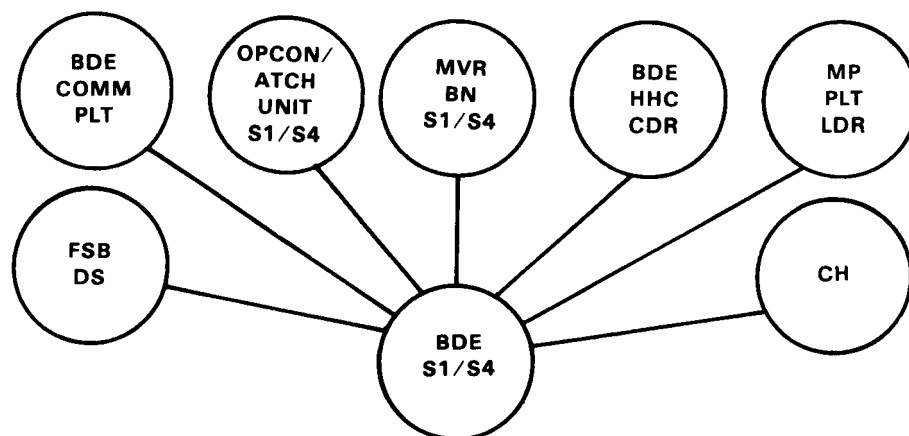 BDE
COMM
PLT
OPCON/
ATCH
UNIT
S1/S4
MVR
BN
S1/S4
BDE
HHC
CDR
MP
PLT
LDR
FSB
DS
CH
BDE
S1/S4